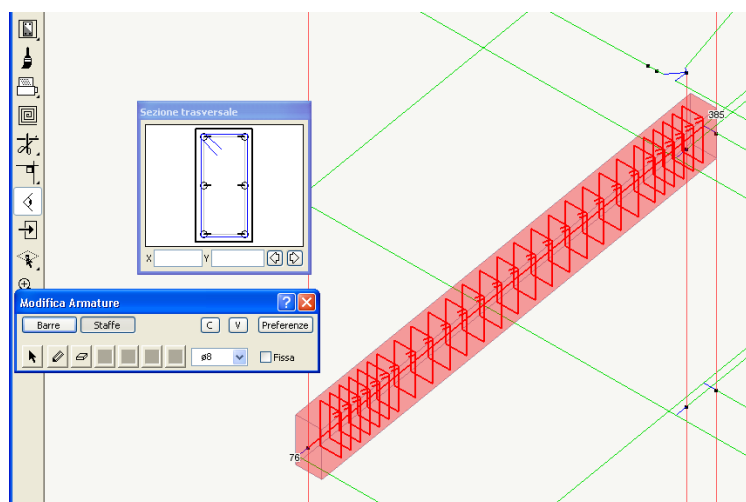 Sezione trasversale
X Y
Modifica Armature
Barre Staffe C V Preferenze
ø8 Fissa
385
76